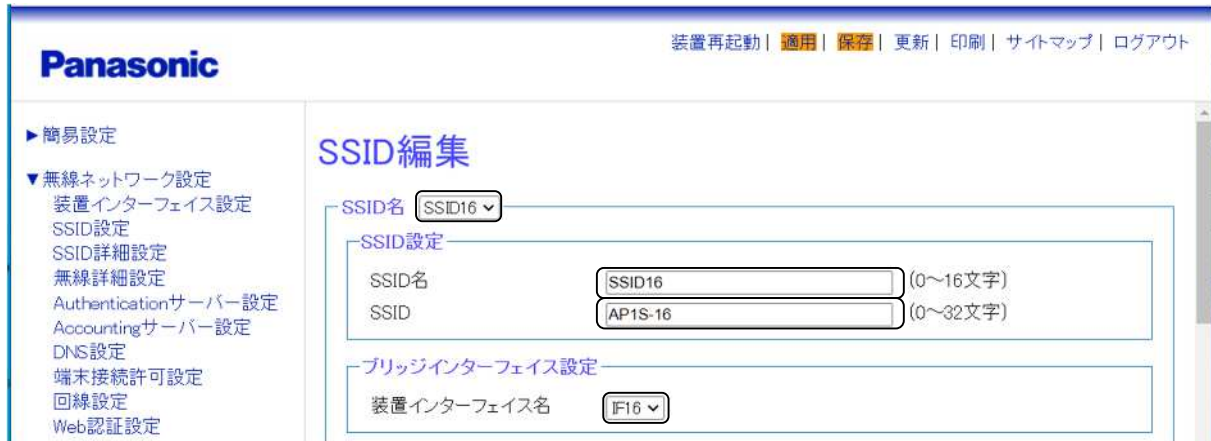 Panasonic
装置再起動| 適用| 保存| 更新| 印刷| サイトマップ| ログアウト
▶簡易設定
▼無線ネットワーク設定
装置インターフェイス設定
SSID設定
SSID詳細設定
無線詳細設定
Authenticationサーバー設定
Accountingサーバー設定
DNS設定
端末接続許可設定
回線設定
Web認証設定
SSID編集
SSID名 SSID16
SSID設定
SSID名 SSID16 (0～16文字)
SSID AP1S-16 (0～32文字)
ブリッジインターフェイス設定
装置インターフェイス名 IF16